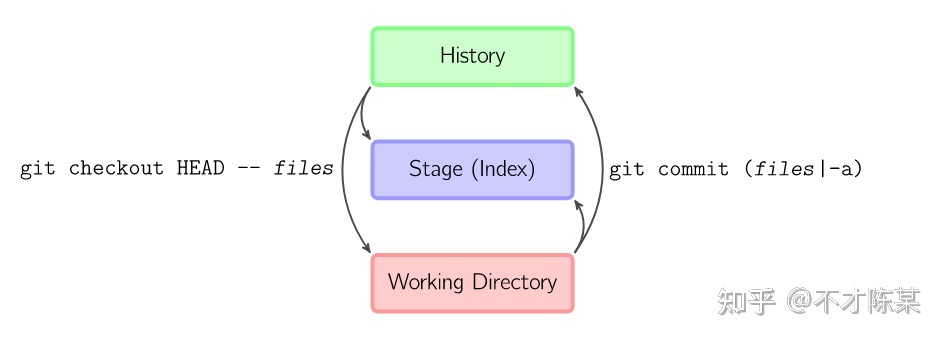 History
git checkout HEAD -- files
Stage (Index)
git commit (files|-a)
Working Directory
知乎 @不才陈某